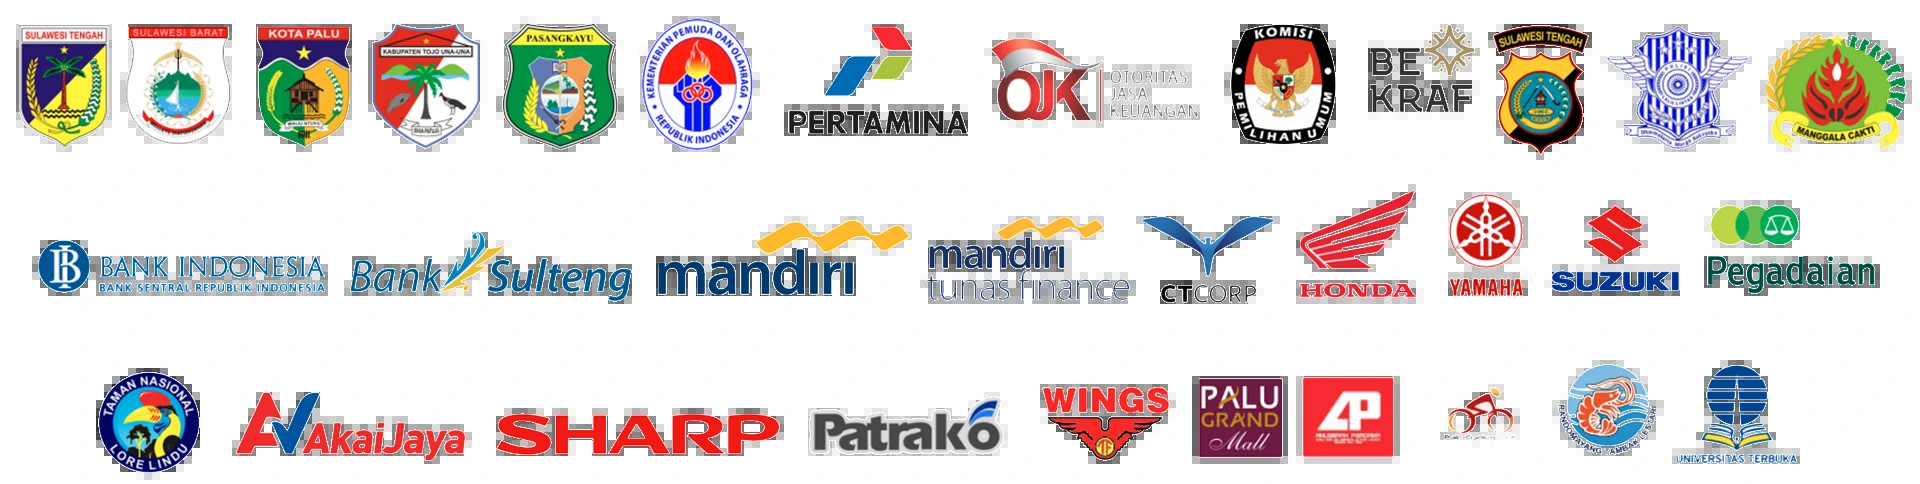 SULAWESI TENGAH
SULAWESI BARAT
KOTA PALU
KABUPATEN TOJO UNA-UNA
PASANGKAYU
KEMENTERIAN PEMUDA DAN OLAHRAGA
REPUBLIK INDONESIA
PERTAMINA
OJK
OTORITAS
JASA
KEUANGAN
KOMISI
PEMILIHAN UMUM
BE
KRAF
SULAWESI TENGAH
MANGGALA CAKTI
BANK INDONESIA
BANK SENTRAL REPUBLIK INDONESIA
Bank Sulteng
mandiri
mandiri
tunas finance
CTCORP
HONDA
YAMAHA
SUZUKI
Pegadaian
TAMAN NASIONAL
LORE LINDU
AkaiJaya
SHARP
Patrako
WINGS
PALU
GRAND
Mall
AP
UNIVERSITAS TERBUKA